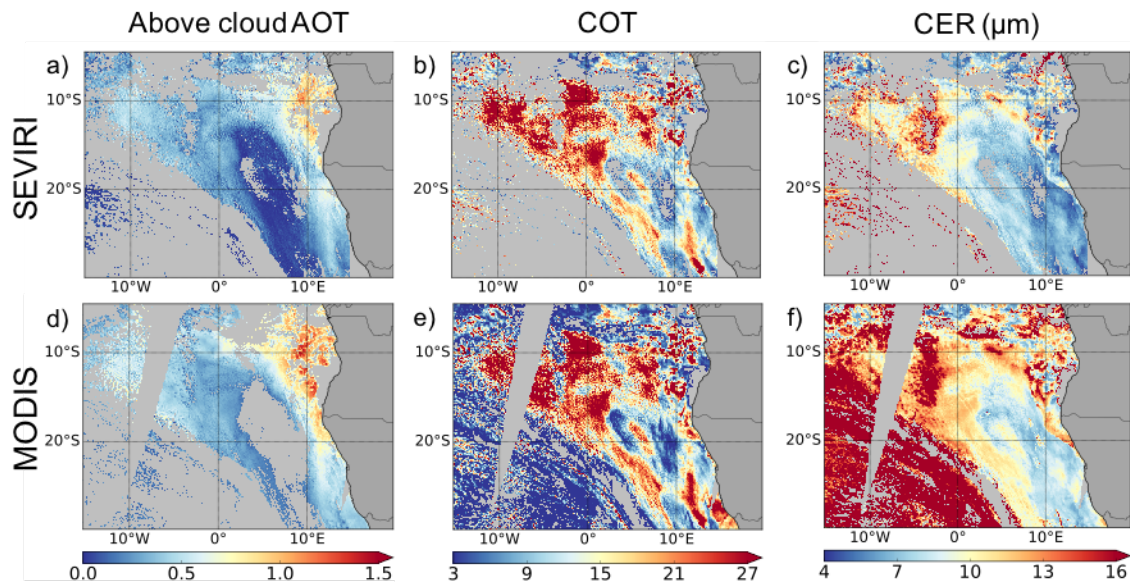 Above cloud AOT COT CER (μm)
SEVIRI
a) b) c)
10°S 10°S 10°S
20°S 20°S 20°S
10°W 0° 10°E 10°W 0° 10°E 10°W 0° 10°E
MODIS
d) e) f)
10°S 10°S 10°S
20°S 20°S 20°S
10°W 0° 10°E 10°W 0° 10°E 10°W 0° 10°E
0.0 0.5 1.0 1.5 3 9 15 21 27 4 7 10 13 16